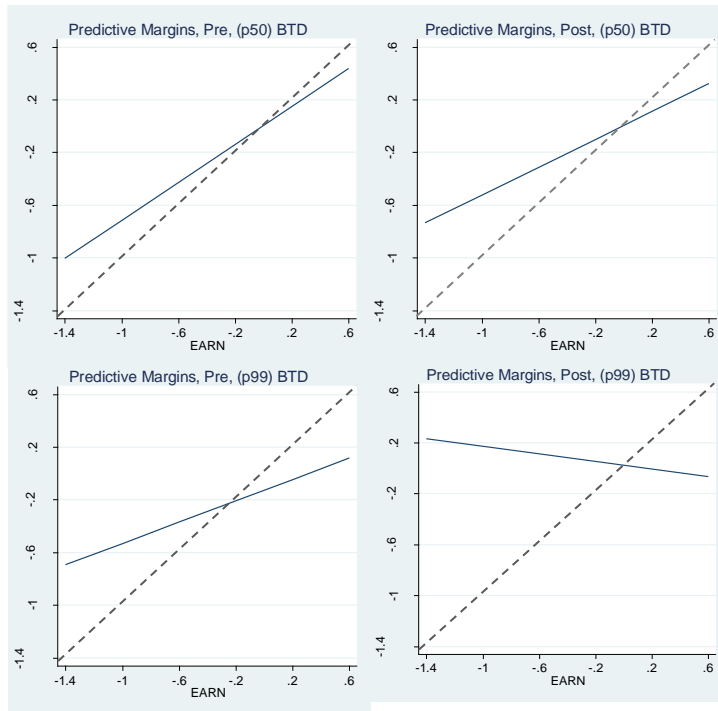 Predictive Margins, Pre, (p50) BTD
.6
.2
-.2
-.6
-1
-1.4
-1.4 -1 -.6 -.2 .2 .6
EARN
Predictive Margins, Post, (p50) BTD
.6
.2
-.2
-.6
-1
-1.4
-1.4 -1 -.6 -.2 .2 .6
EARN
Predictive Margins, Pre, (p99) BTD
.6
.2
-.2
-.6
-1
-1.4
-1.4 -1 -.6 -.2 .2 .6
EARN
Predictive Margins, Post, (p99) BTD
.6
.2
-.2
-.6
-1
-1.4
-1.4 -1 -.6 -.2 .2 .6
EARN